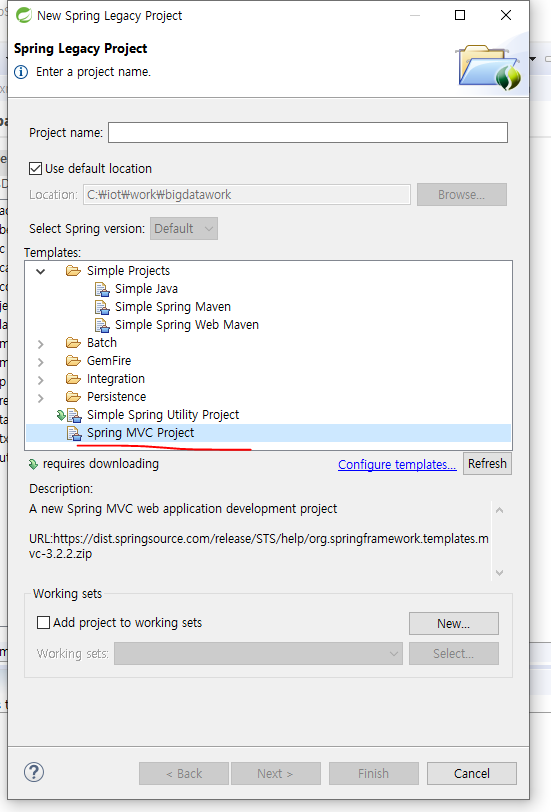 New Spring Legacy Project
Spring Legacy Project
Enter a project name.
Project name:
Use default location
Location: C:₩iot₩work₩bigdatawork Browse...
Select Spring version: Default
Templates:
Simple Projects
Simple Java
Simple Spring Maven
Simple Spring Web Maven
Batch
GemFire
Integration
Persistence
Simple Spring Utility Project
Spring MVC Project
requires downloading Configure templates... Refresh
Description:
A new Spring MVC web application development project
URL:https://dist.springsource.com/release/STS/help/org.springframework.templates.m
vc-3.2.2.zip
Working sets
Add project to working sets New...
Working sets: Select...
? < Back Next > Finish Cancel